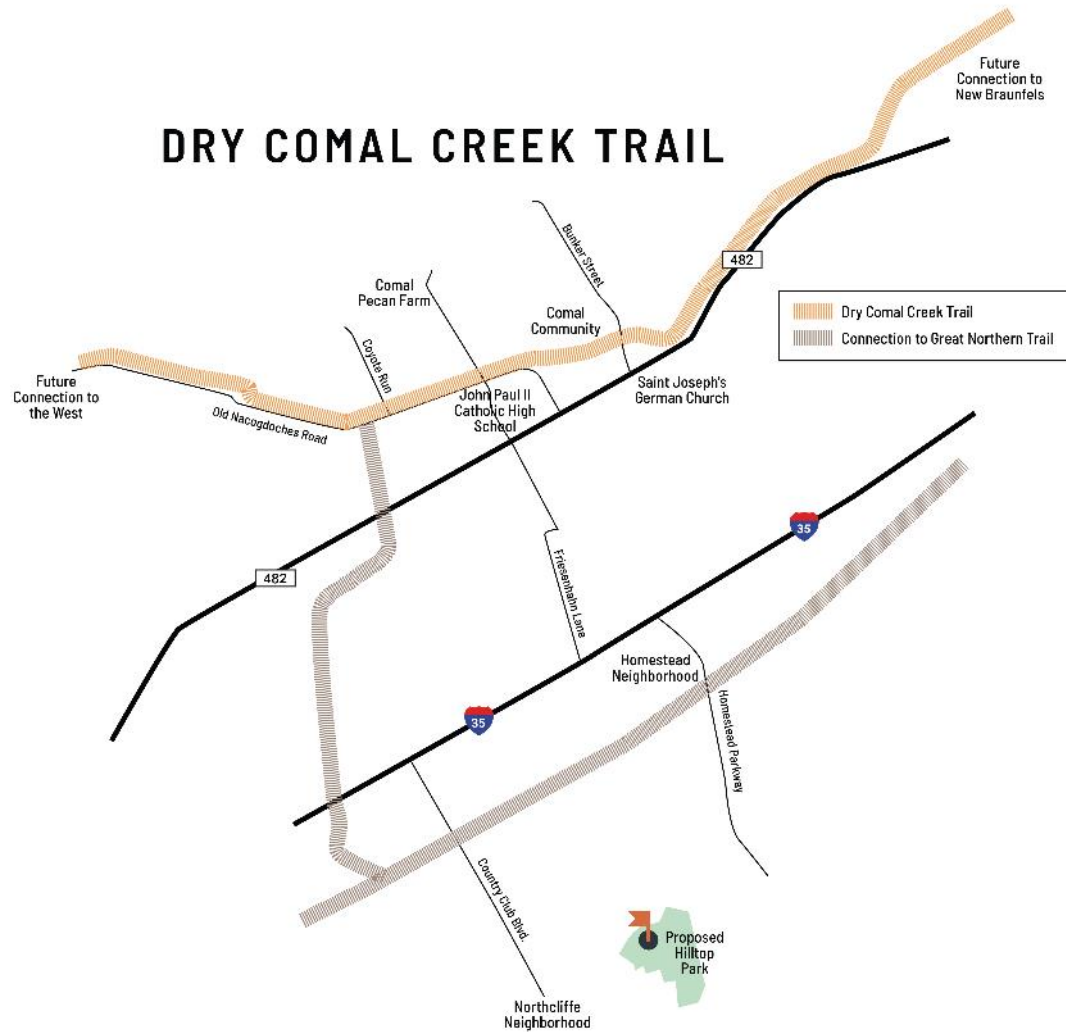 Future
Connection to
New Braunfels
DRY COMAL CREEK TRAIL
Bunker Street
482
Comal
Pecan Farm
Comal
Community
Dry Comal Creek Trail
Connection to Great Northern Trail
Coyote Run
Future
Connection to
the West
Old Nacogdoches Road
John Paul II
Catholic High
School
Saint Joseph's
German Church
35
482
Friesenhahn Lane
Homestead
Neighborhood
Homestead Parkway
35
Country Club Blvd.
Proposed
Hilltop
Park
Northcliffe
Neighborhood